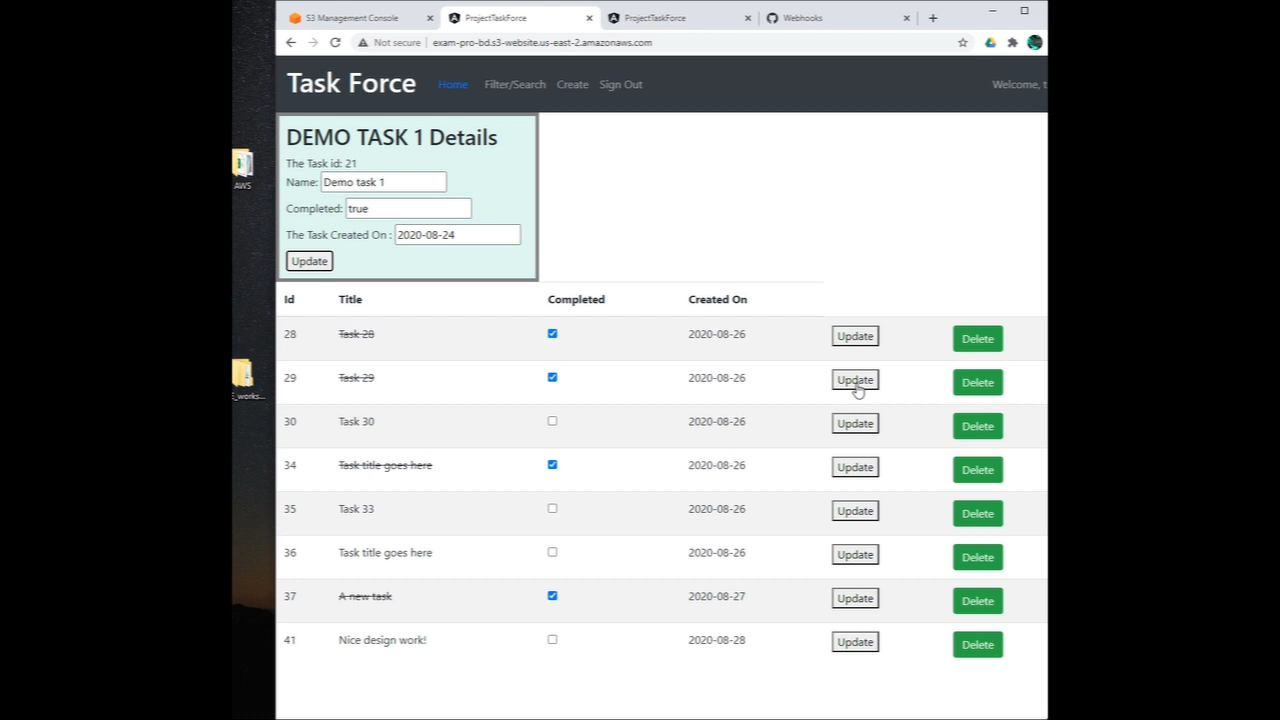 S3 Management Console
ProjectTaskForce
ProjectTaskForce
Webhooks
Not secure
exam-pro-bd.s3-website.us-east-2.amazonaws.com
Task Force
Home
Filter/Search
Create
Sign Out
Welcome, t
DEMO TASK 1 Details
The Task id: 21
Name: Demo task 1
Completed: true
The Task Created On : 2020-08-24
Update
Id Title Completed Created On
28 Task 28 2020-08-26 Update Delete
29 Task 29 2020-08-26 Update Delete
30 Task 30 2020-08-26 Update Delete
34 Task title goes here 2020-08-26 Update Delete
35 Task 33 2020-08-26 Update Delete
36 Task title goes here 2020-08-26 Update Delete
37 A new task 2020-08-27 Update Delete
41 Nice design work! 2020-08-28 Update Delete
AWS
_works...